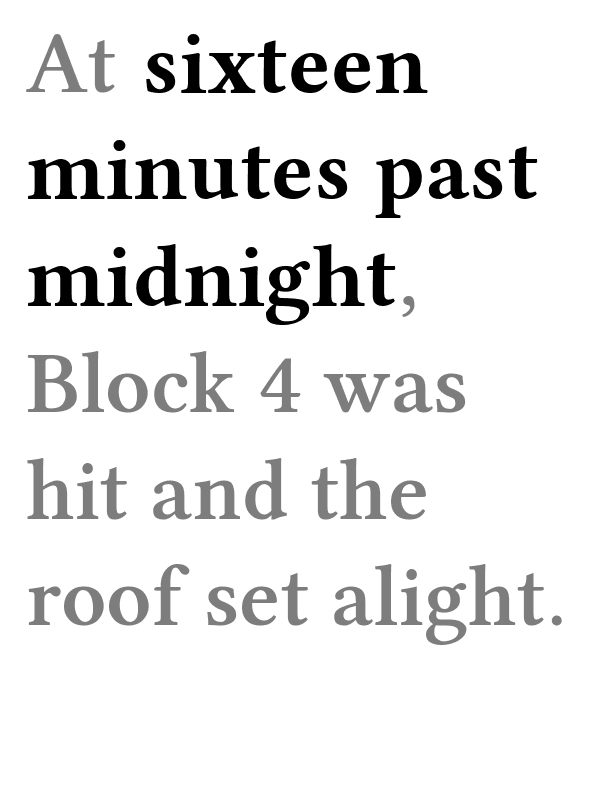 At sixteen
minutes past
midnight,
Block 4 was
hit and the
roof set alight.